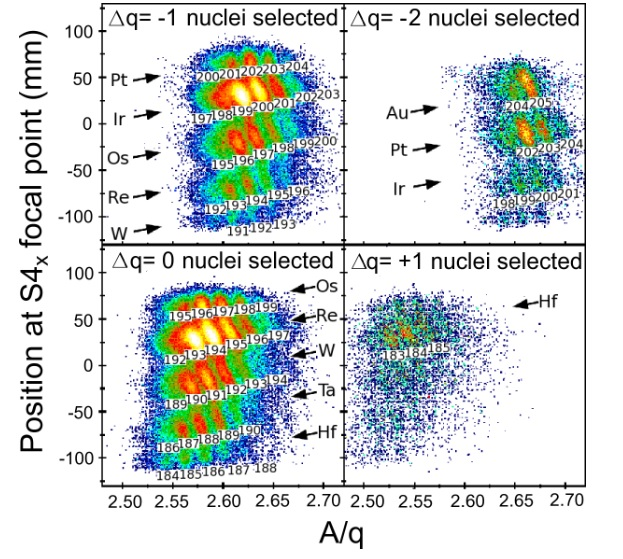 Δq= -1 nuclei selected
Δq= -2 nuclei selected
Position at S4x focal point (mm)
100
50
0
-50
-100
Pt
Ir
Os
Re
W
200 201 202 203 204
197 198 199 200 201 202 203
195 196 197 198 199 200
192 193 194 195 196
191 192 193
Au
Pt
Ir
204 205
202 203 204
198 199 200 201
Δq= 0 nuclei selected
Δq= +1 nuclei selected
100
50
0
-50
-100
195 196 197 198 199
192 193 194 195 196 197
189 190 191 192 193 194
186 187 188 189 190
184 185 186 187 188
Os
Re
W
Ta
Hf
Hf
183 184 185
2.50 2.55 2.60 2.65 2.70
2.50 2.55 2.60 2.65 2.70
A/q